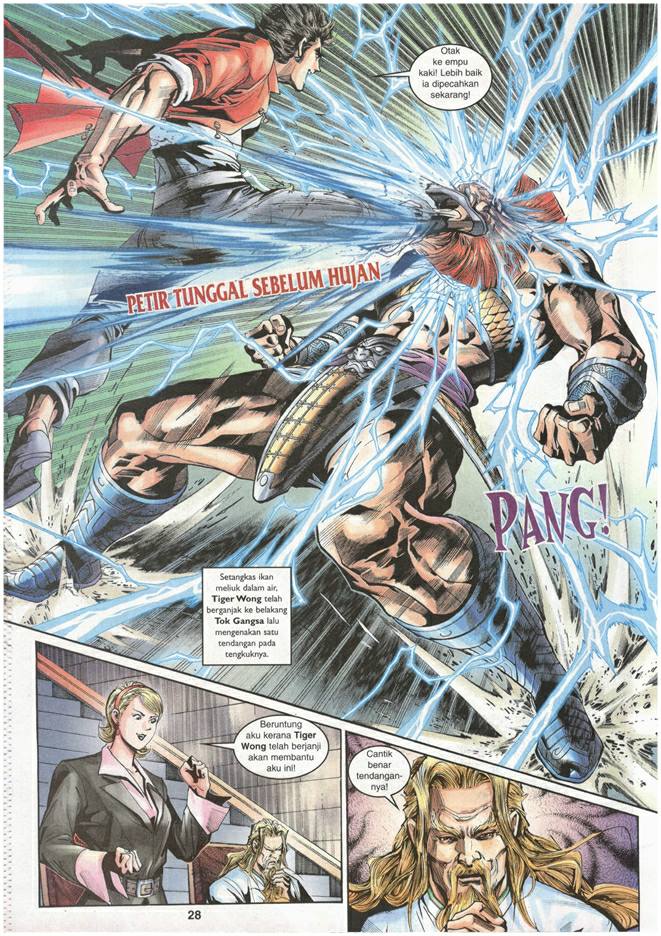 Otak
ke empu
kaki! Lebih baik
ia dipecahkan
sekarang!
PETIR TUNGGAL SEBELUM HUJAN
PANG!
Setangkas ikan
meliuk dalam air,
Tiger Wong telah
berganjak ke belakang
Tok Gangsa lalu
mengenakan satu
tendangan pada
tengkuknya.
Beruntung
aku kerana Tiger
Wong telah berjanji
akan membantu
aku ini!
Cantik
benar
tendangan-
nya!
28